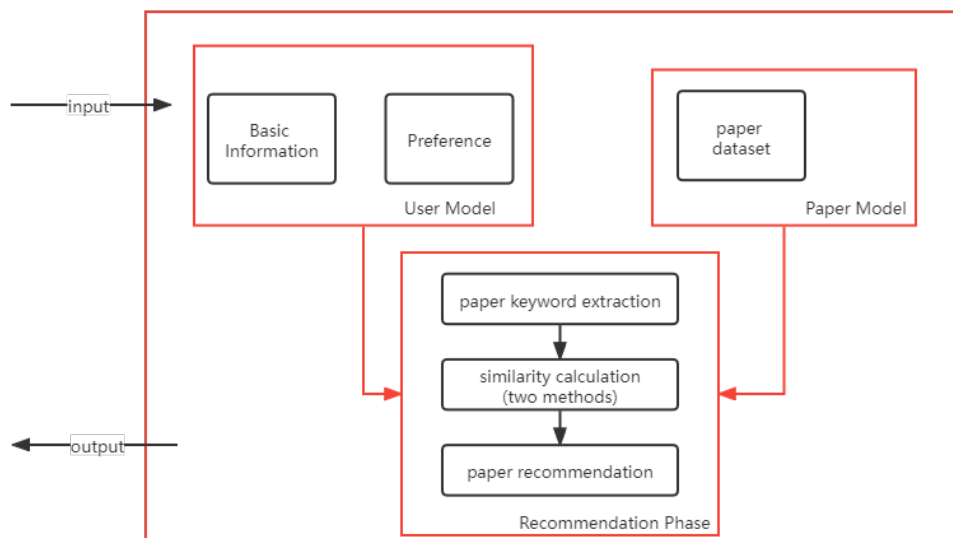 input
Basic
Information
Preference
User Model
paper
dataset
Paper Model
paper keyword extraction
similarity calculation
(two methods)
paper recommendation
Recommendation Phase
output